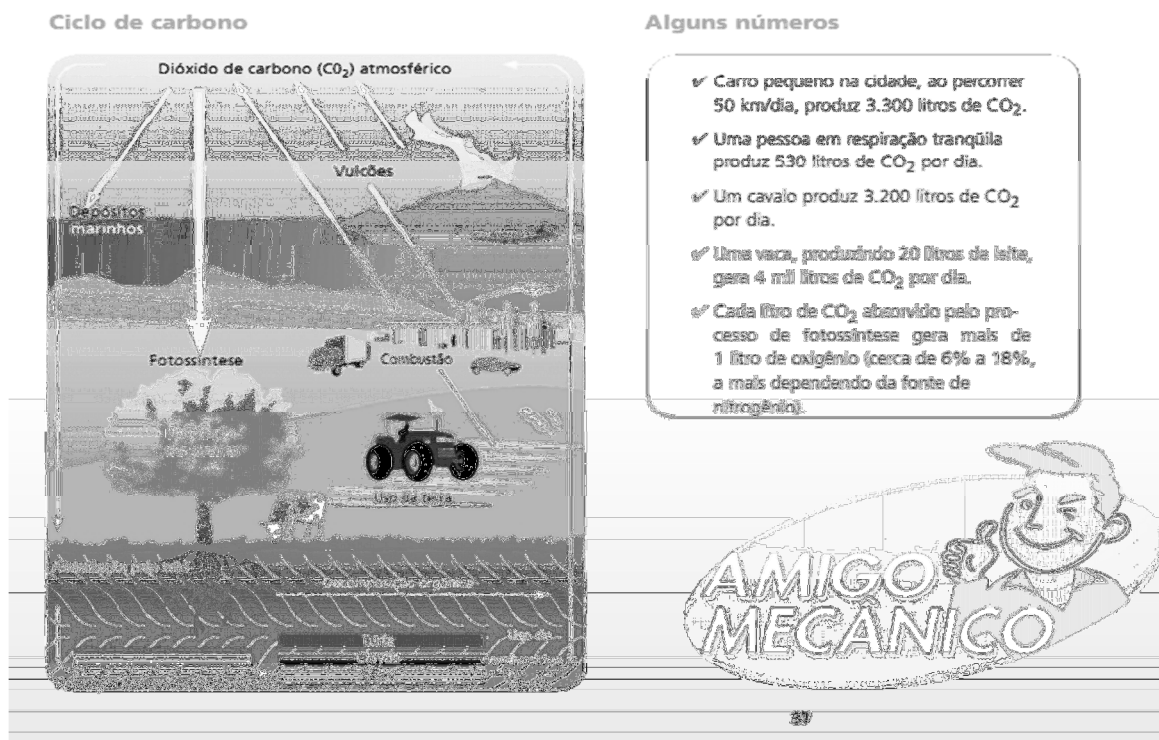 Ciclo de carbono
Dióxido de carbono (C0₂) atmosférico
Vulcões
Depósitos
marinhos
Fotossíntese
Combustão
Uso da terra
Decomposição orgânica
Uso de
Alguns números
✔ Carro pequeno na cidade, ao percorrer
50 km/dia, produz 3.300 litros de CO₂.
✔ Uma pessoa em respiração tranqüila
produz 530 litros de CO₂ por dia.
✔ Um cavalo produz 3.200 litros de CO₂
por dia.
✔ Uma vaca, produzindo 20 litros de leite,
gera 4 mil litros de CO₂ por dia.
✔ Cada litro de CO₂ absorvido pelo pro-
cesso de fotossíntese gera mais de
1 litro de oxigênio (cerca de 6% a 18%,
a mais dependendo da fonte de
nitrogênio).
AMIGO
MECÂNICO
37